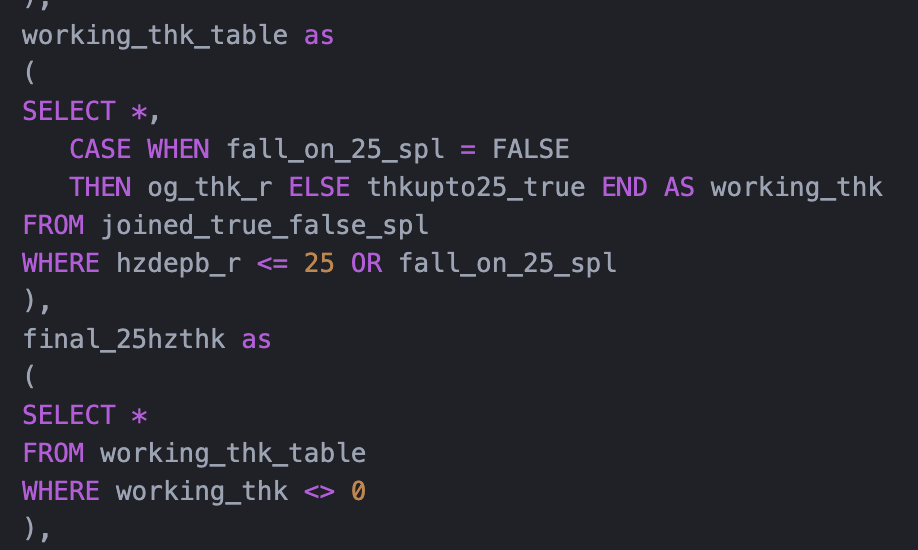 ),
working_thk_table as
(
SELECT *,
   CASE WHEN fall_on_25_spl = FALSE
   THEN og_thk_r ELSE thkupto25_true END AS working_thk
FROM joined_true_false_spl
WHERE hzdepb_r <= 25 OR fall_on_25_spl
),
final_25hzthk as
(
SELECT *
FROM working_thk_table
WHERE working_thk <> 0
),